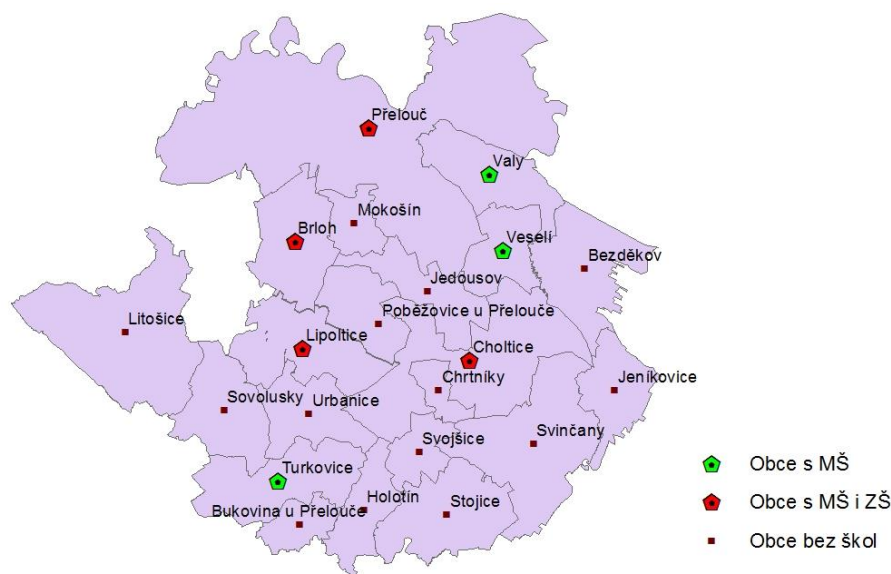 Přelouč
Valy
Mokošín
Brloh
Veselí
Bezděkov
Jedousov
Litošice
Poběžovice u Přelouče
Lipoltice
Choltice
Chrtníky
Jeníkovice
Sovolusky
Urbanice
Svojšice
Svinčany
Turkovice
Holotín
Bukovina u Přelouče
Stojice
Obce s MŠ
Obce s MŠ i ZŠ
Obce bez škol